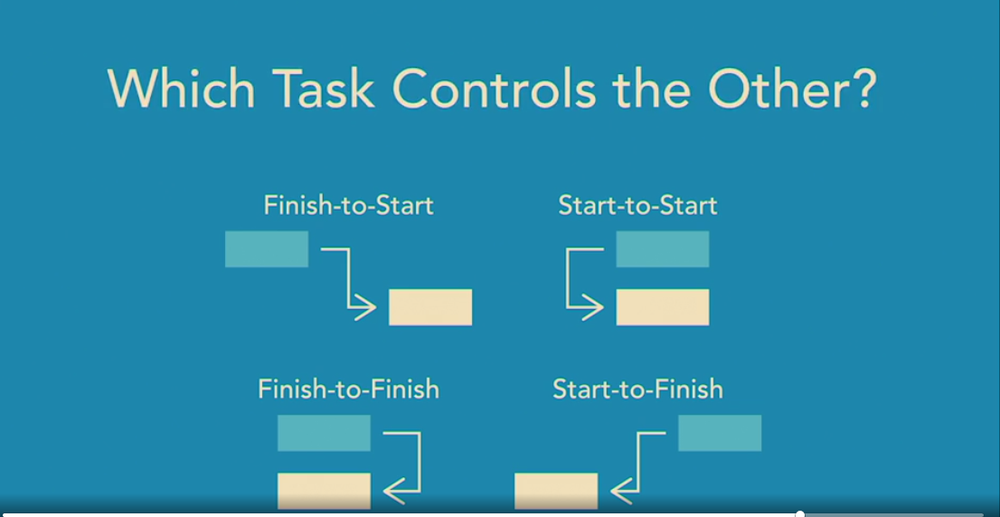 Which Task Controls the Other?
Finish-to-Start
Start-to-Start
Finish-to-Finish
Start-to-Finish